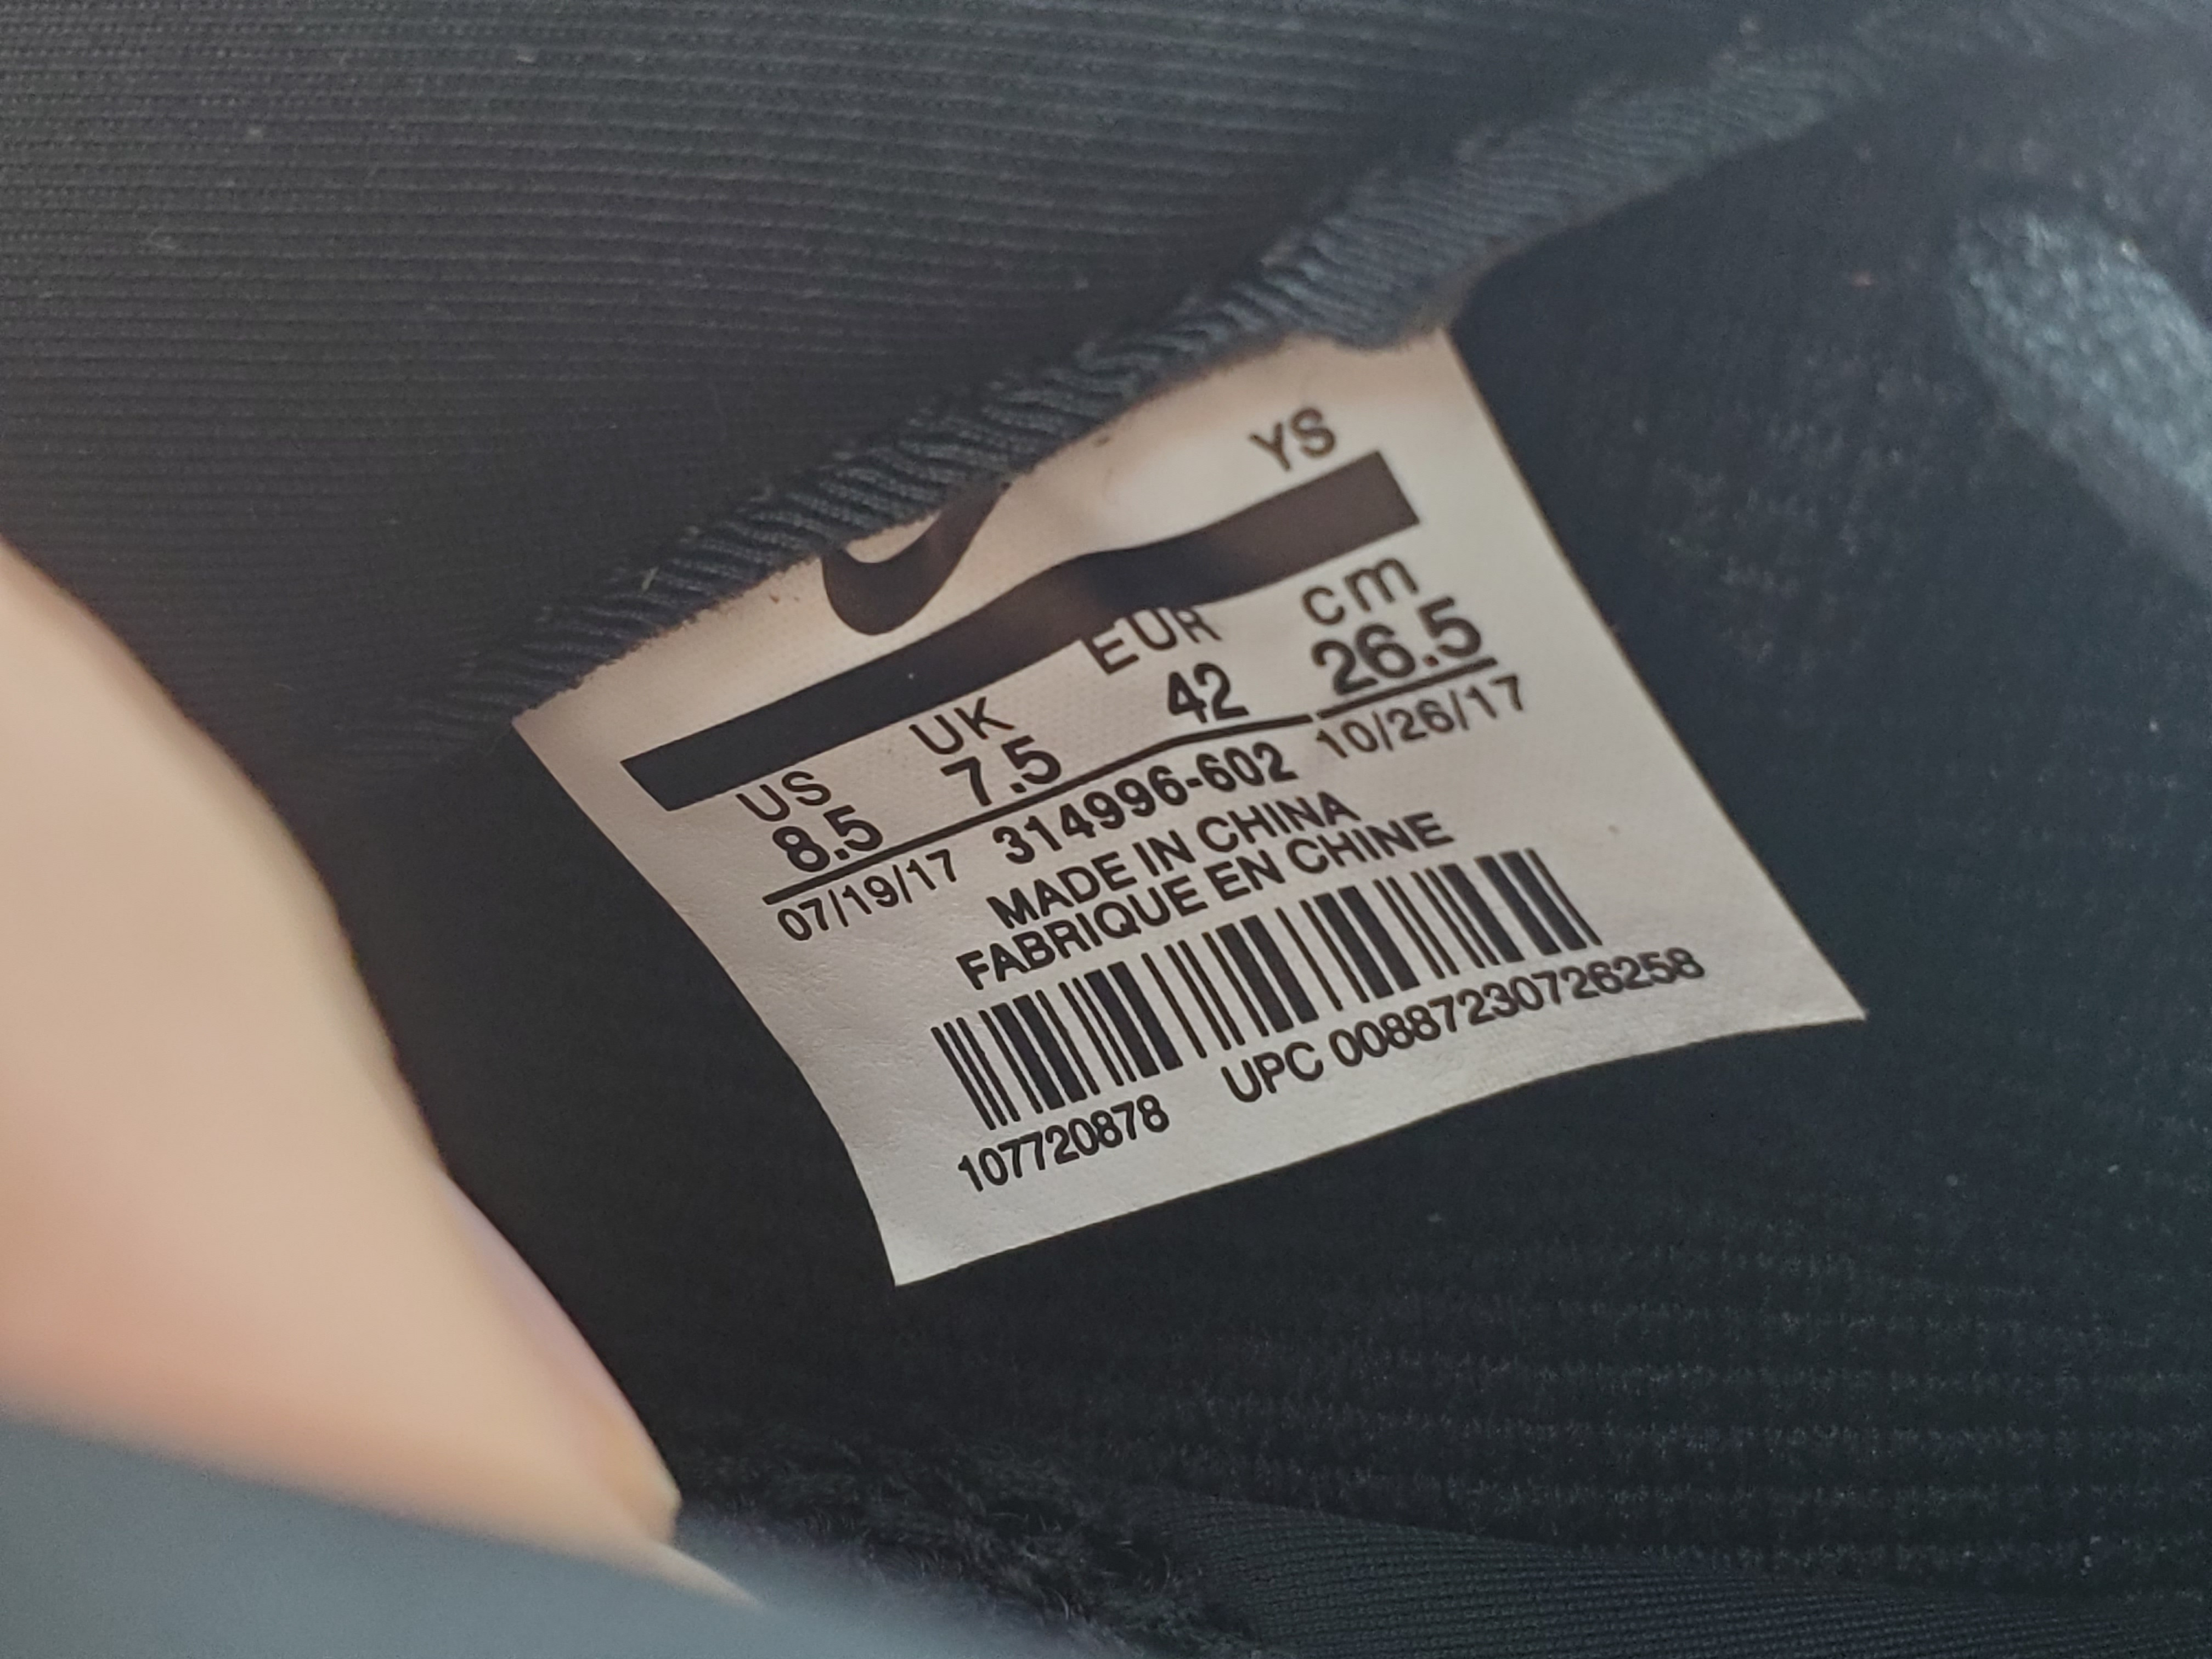 YS
US UK EUR cm
8.5 7.5 42 26.5
07/19/17 314996-602 10/26/17
MADE IN CHINA
FABRIQUE EN CHINE
107720878 UPC 00887230726258